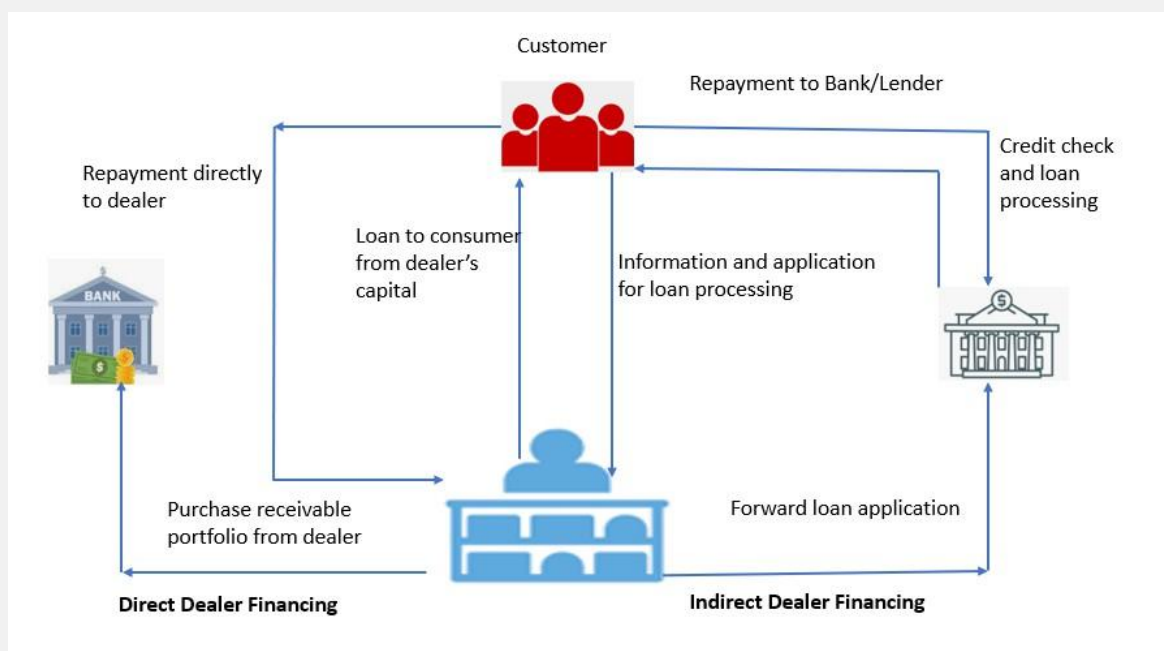 Customer
Repayment to Bank/Lender
Credit check
and loan
processing
Repayment directly
to dealer
Loan to consumer
from dealer's
capital
Information and application
for loan processing
$
BANK
$
$
Purchase receivable
portfolio from dealer
Forward loan application
Direct Dealer Financing
Indirect Dealer Financing